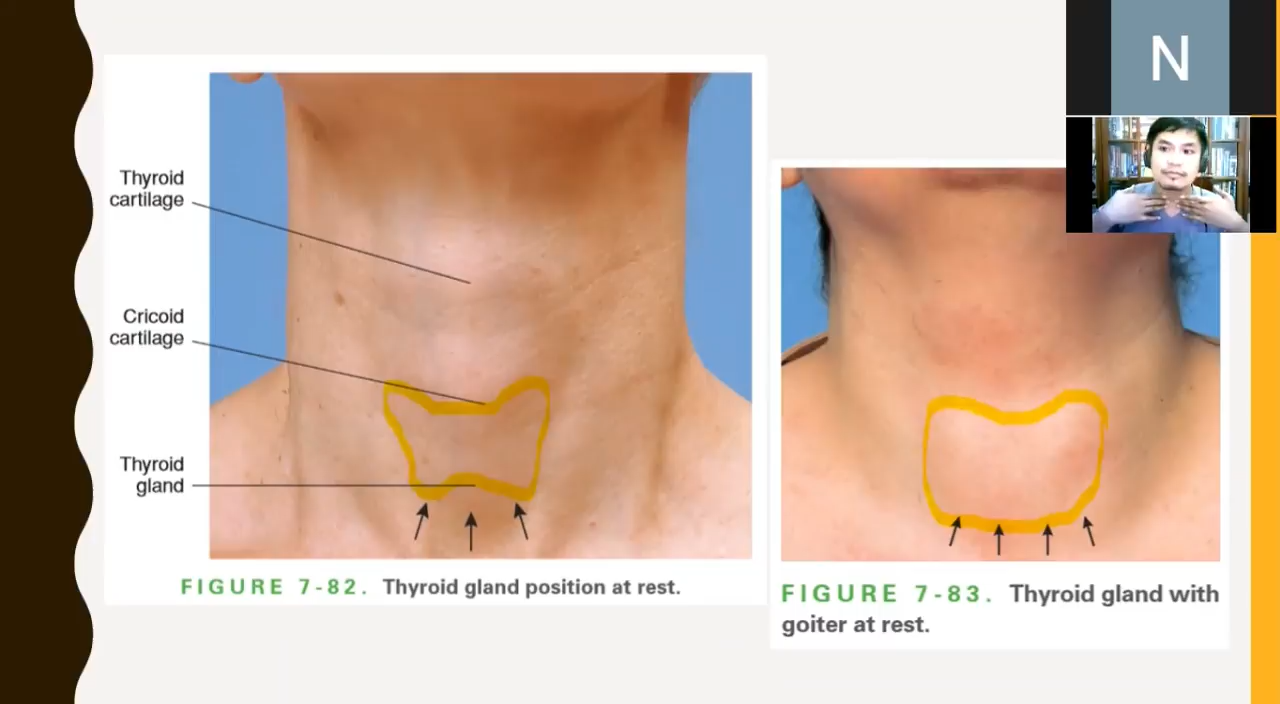 Thyroid
cartilage
Cricoid
cartilage
Thyroid
gland
FIGURE 7-82. Thyroid gland position at rest.
FIGURE 7-83. Thyroid gland with
goiter at rest.
N